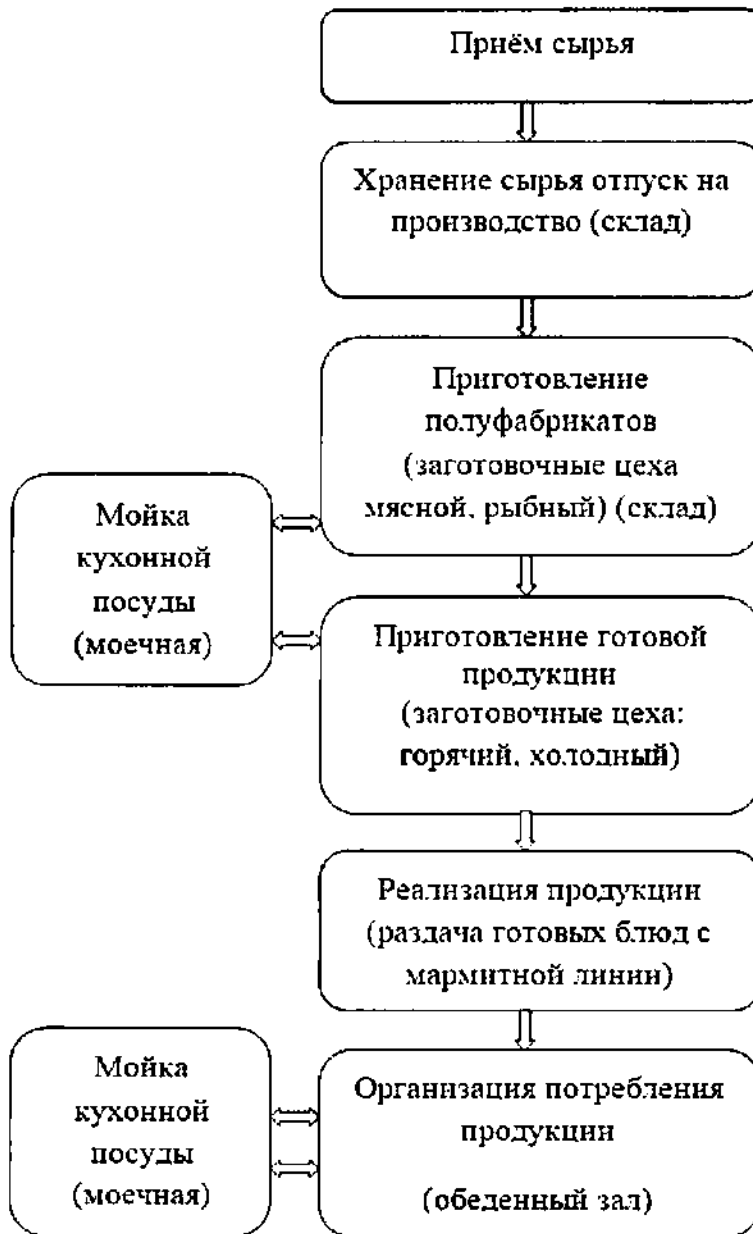 Приём сырья
Хранение сырья отпуск на
производство (склад)
Приготовление
полуфабрикатов
(заготовочные цеха
мясной, рыбный) (склад)
Мойка
кухонной
посуды
(моечная)
Приготовление готовой
продукции
(заготовочные цеха:
горячий, холодный)
Реализация продукции
(раздача готовых блюд с
мармитной линии)
Мойка
кухонной
посуды
(моечная)
Организация потребления
продукции
(обеденный зал)